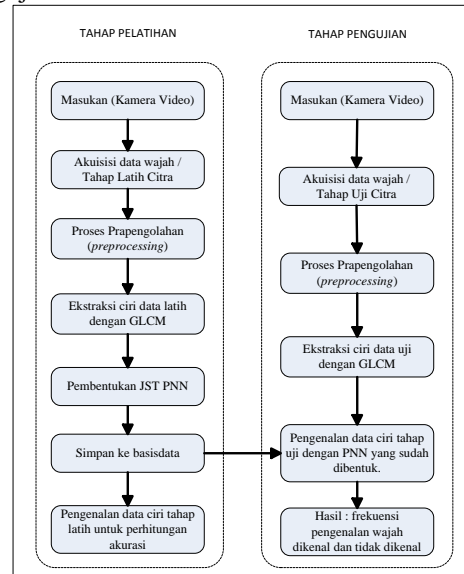 TAHAP PELATIHAN
Masukan (Kamera Video)
Akuisisi data wajah /
Tahap Latih Citra
Proses Prapengolahan
(preprocessing)
Ekstraksi ciri data latih
dengan GLCM
Pembentukan JST PNN
Simpan ke basisdata
Pengenalan data ciri tahap
latih untuk perhitungan
akurasi
TAHAP PENGUJIAN
Masukan (Kamera Video)
Akuisisi data wajah /
Tahap Uji Citra
Proses Prapengolahan
(preprocessing)
Ekstraksi ciri data uji
dengan GLCM
Pengenalan data ciri tahap
uji dengan PNN yang sudah
dibentuk.
Hasil : frekuensi
pengenalan wajah
dikenal dan tidak dikenal